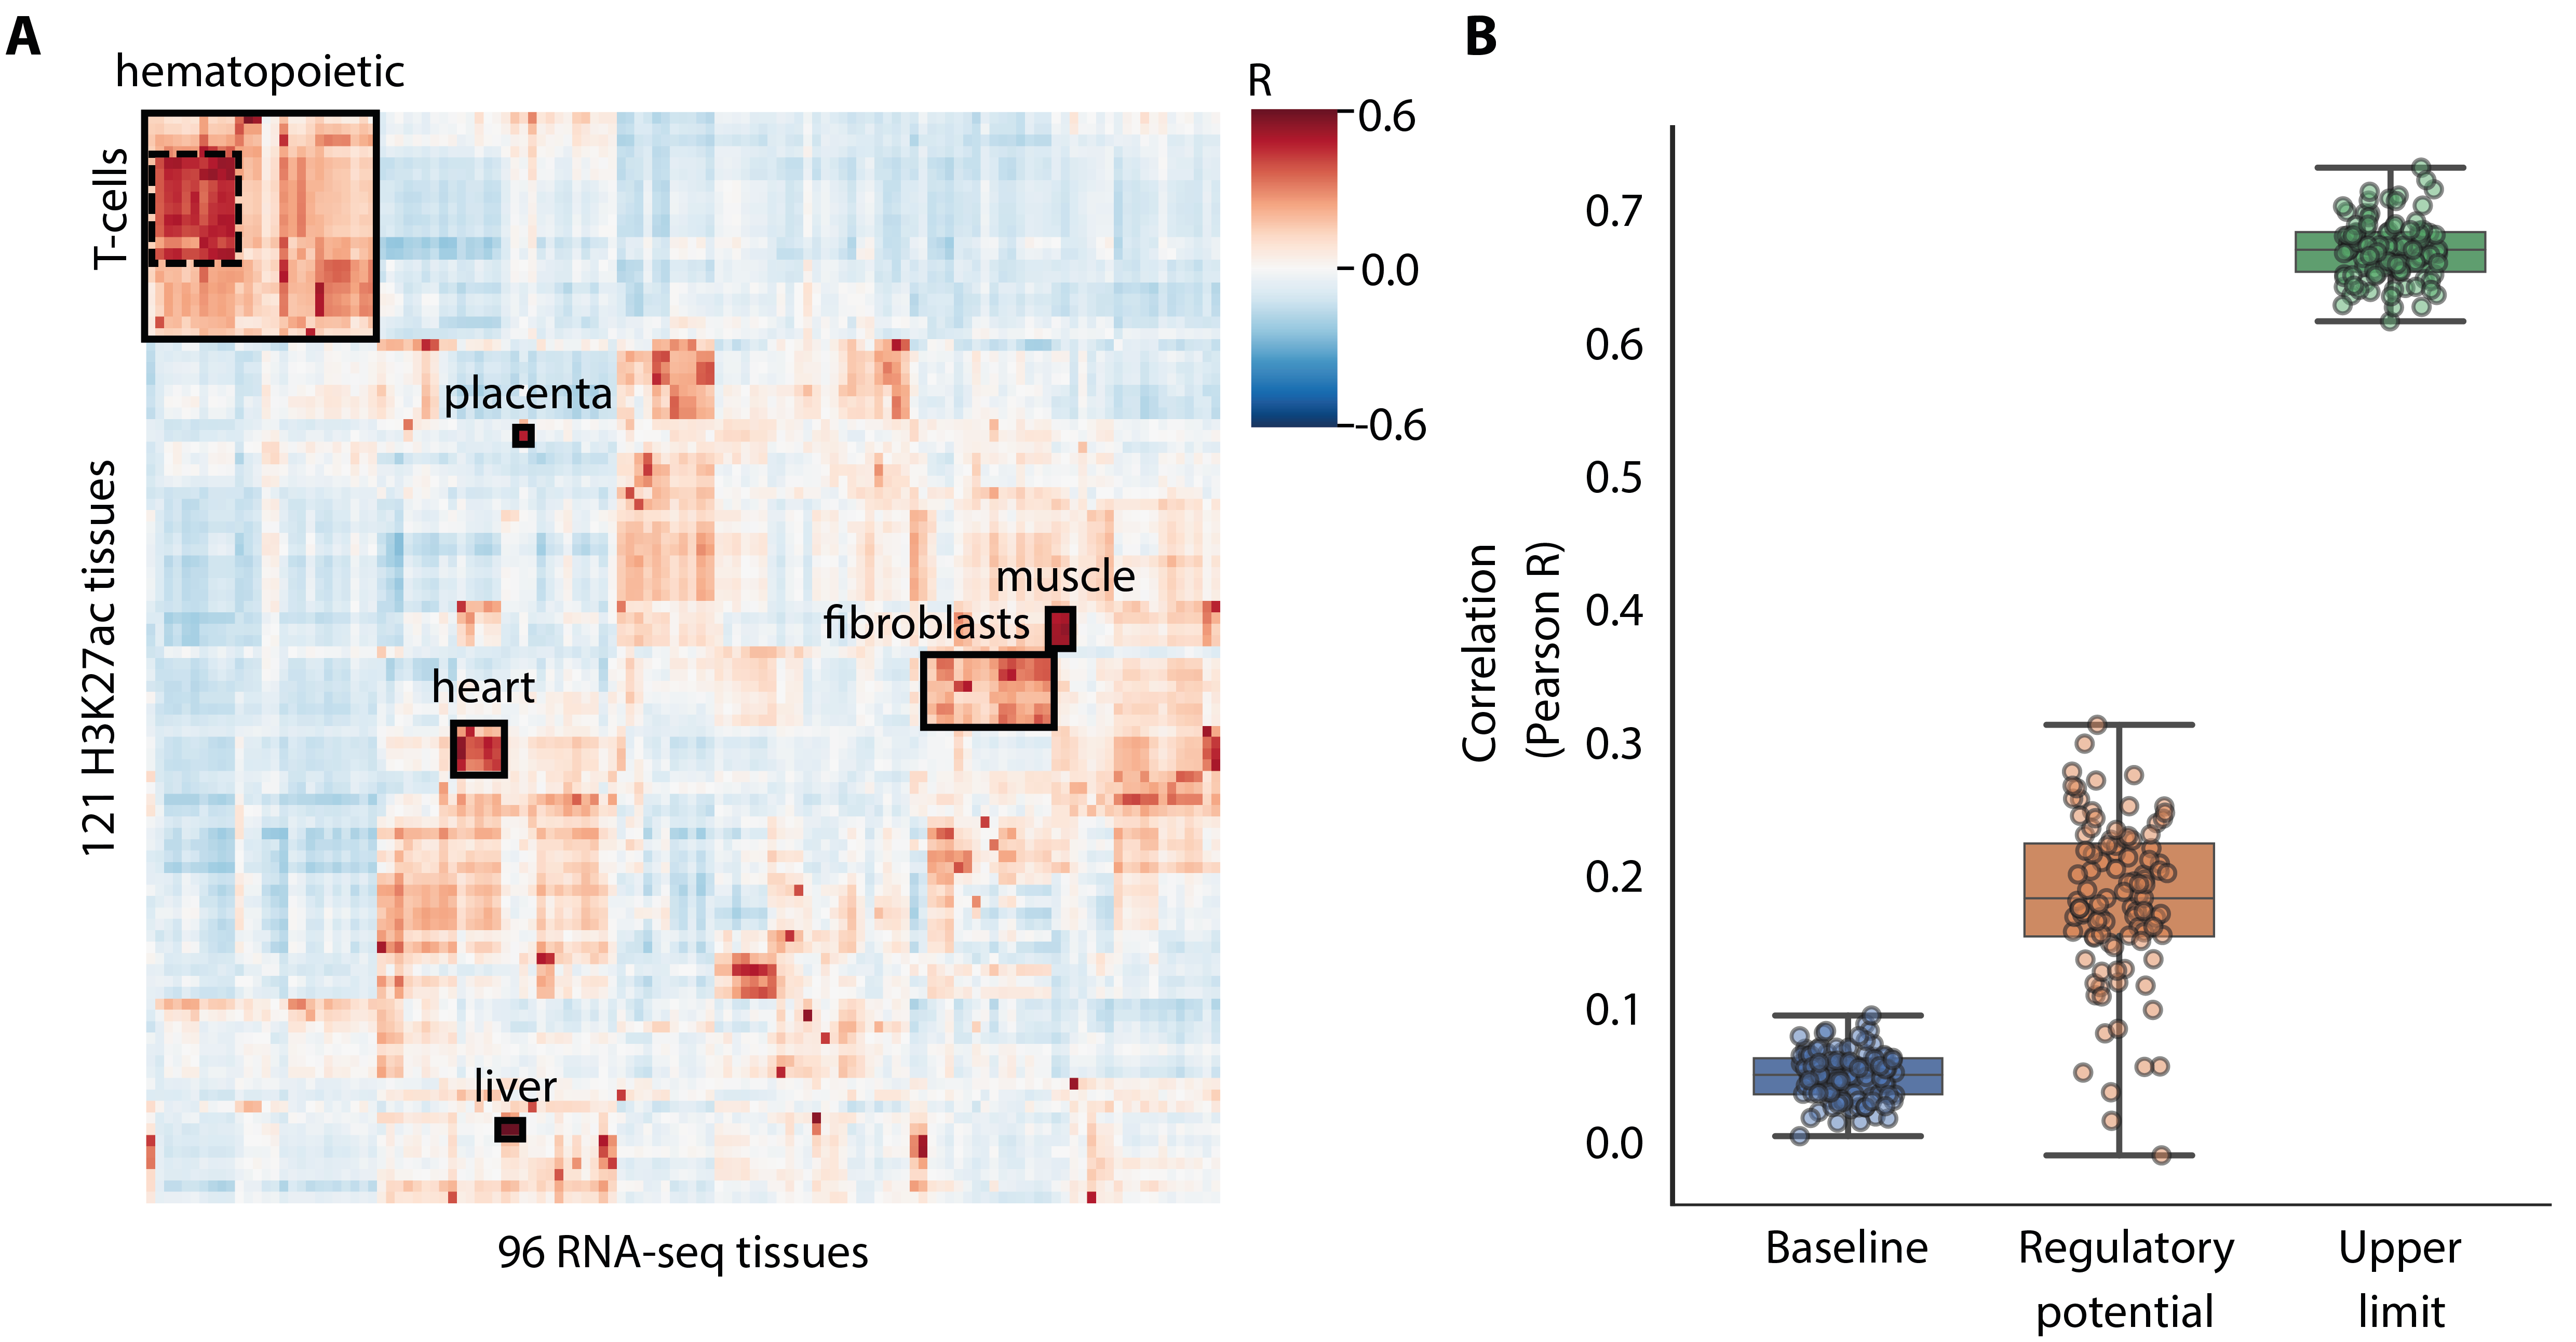 A
hematopoietic
T-cells
placenta
muscle
fibroblasts
heart
liver
121 H3K27ac tissues
96 RNA-seq tissues
R
0.6
0.0
-0.6
B
Correlation
(Pearson R)
0.7
0.6
0.5
0.4
0.3
0.2
0.1
0.0
Baseline
Regulatory
potential
Upper
limit